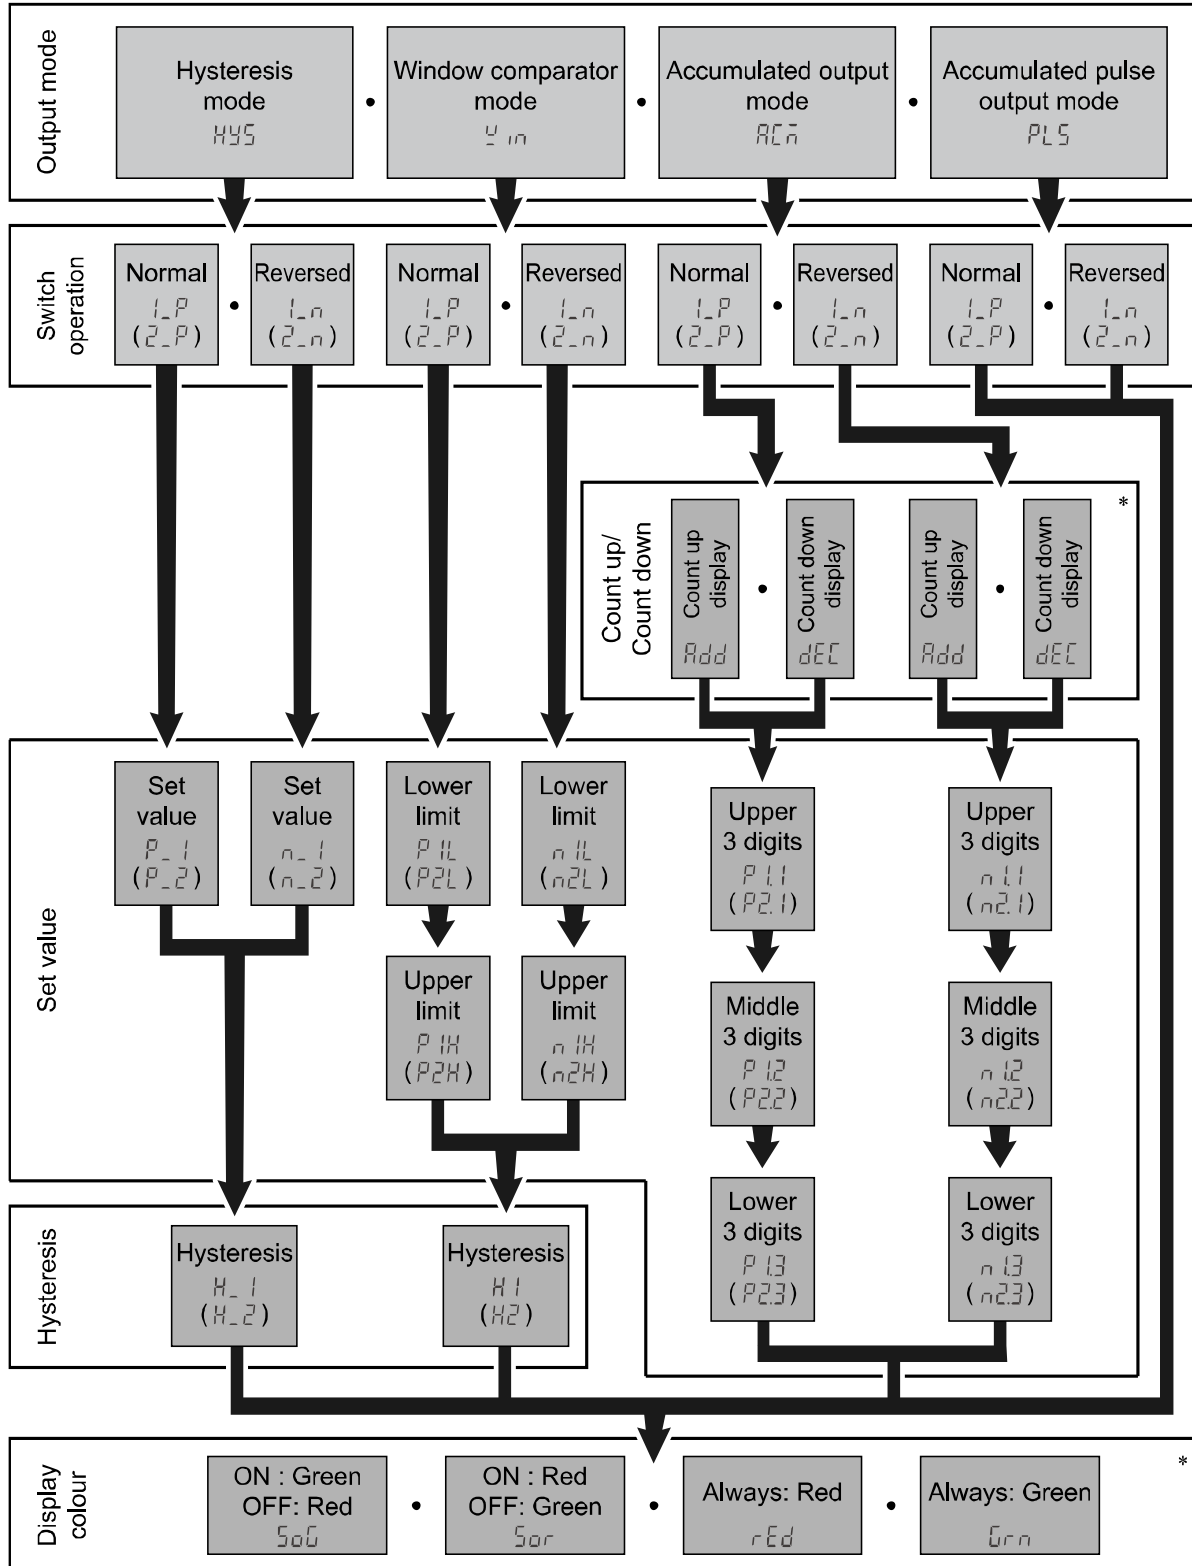 Output mode
Hysteresis
mode
HYS
Window comparator
mode
Win
Accumulated output
mode
ACm
Accumulated pulse
output mode
PLS
Switch
operation
Normal
1_P
(2_P)
Reversed
1_n
(2_n)
Normal
1_P
(2_P)
Reversed
1_n
(2_n)
Normal
1_P
(2_P)
Reversed
1_n
(2_n)
Normal
1_P
(2_P)
Reversed
1_n
(2_n)
Count up/
Count down
Count up
display
Add
Count down
display
dEC
Count up
display
Add
Count down
display
dEC
*
Set value
Set
value
P_1
(P_2)
Set
value
n_1
(n_2)
Lower
limit
P1L
(P2L)
Lower
limit
n1L
(n2L)
Upper
3 digits
P1.1
(P2.1)
Upper
3 digits
n1.1
(n2.1)
Upper
limit
P1H
(P2H)
Upper
limit
n1H
(n2H)
Middle
3 digits
P1.2
(P2.2)
Middle
3 digits
n1.2
(n2.2)
Lower
3 digits
P1.3
(P2.3)
Lower
3 digits
n1.3
(n2.3)
Hysteresis
Hysteresis
H_1
(H_2)
Hysteresis
H1
(H2)
Display
colour
ON : Green
OFF: Red
SoG
ON : Red
OFF: Green
Sor
Always: Red
rEd
Always: Green
Grn
*